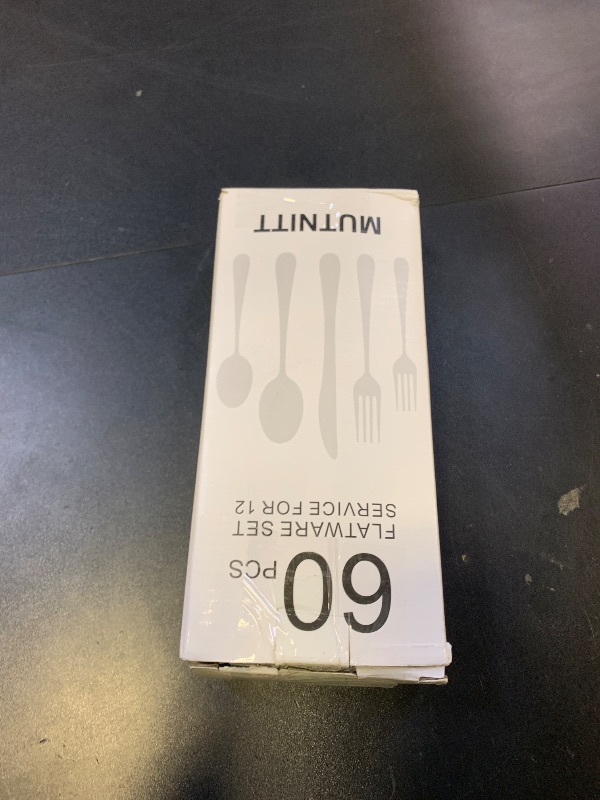 60 PCS
FLATWARE SET
SERVICE FOR 12
MUTNITT